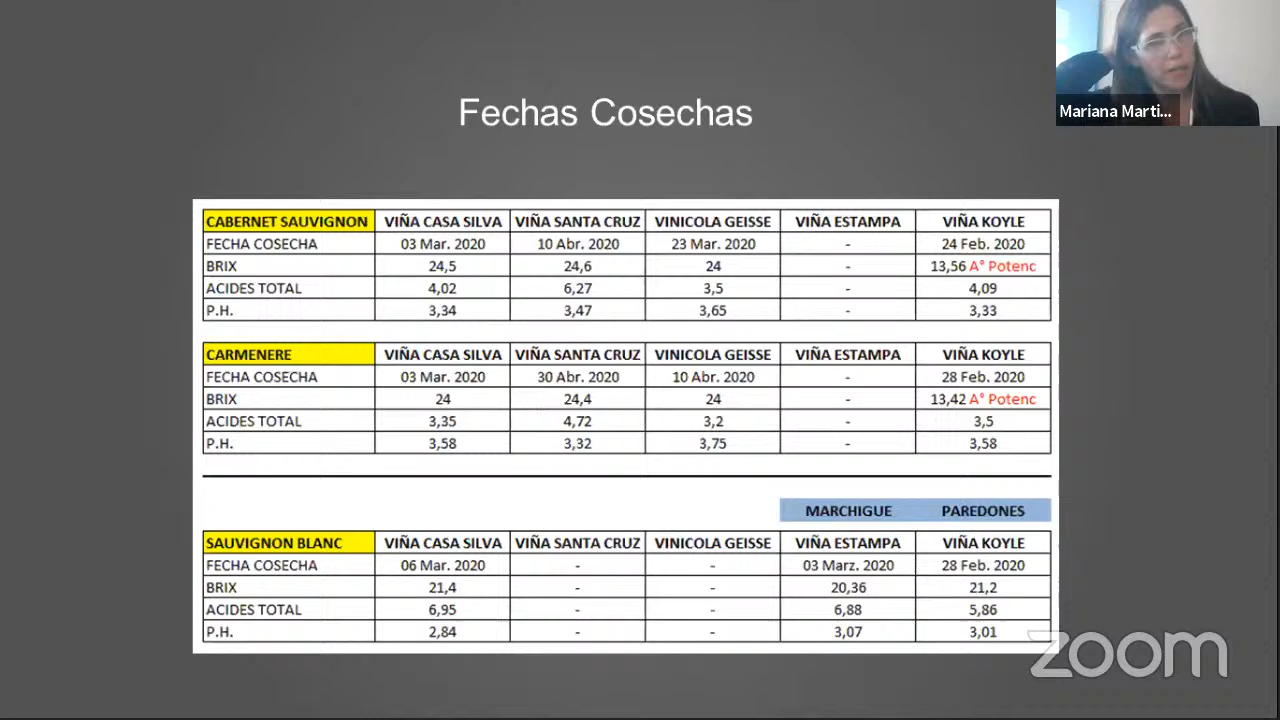 Fechas Cosechas
Mariana Marti...
CABERNET SAUVIGNON VIÑA CASA SILVA VIÑA SANTA CRUZ VINICOLA GEISSE VIÑA ESTAMPA VIÑA KOYLE
FECHA COSECHA 03 Mar. 2020 10 Abr. 2020 23 Mar. 2020 - 24 Feb. 2020
BRIX 24,5 24,6 24 - 13,56 A° Potenc
ACIDES TOTAL 4,02 6,27 3,5 - 4,09
P.H. 3,34 3,47 3,65 - 3,33
CARMENERE VIÑA CASA SILVA VIÑA SANTA CRUZ VINICOLA GEISSE VIÑA ESTAMPA VIÑA KOYLE
FECHA COSECHA 03 Mar. 2020 30 Abr. 2020 10 Abr. 2020 - 28 Feb. 2020
BRIX 24 24,4 24 - 13,42 A° Potenc
ACIDES TOTAL 3,35 4,72 3,2 - 3,5
P.H. 3,58 3,32 3,75 - 3,58
MARCHIGUE PAREDONES
SAUVIGNON BLANC VIÑA CASA SILVA VIÑA SANTA CRUZ VINICOLA GEISSE VIÑA ESTAMPA VIÑA KOYLE
FECHA COSECHA 06 Mar. 2020 - - 03 Marz. 2020 28 Feb. 2020
BRIX 21,4 - - 20,36 21,2
ACIDES TOTAL 6,95 - - 6,88 5,86
P.H. 2,84 - - 3,07 3,01
zoom